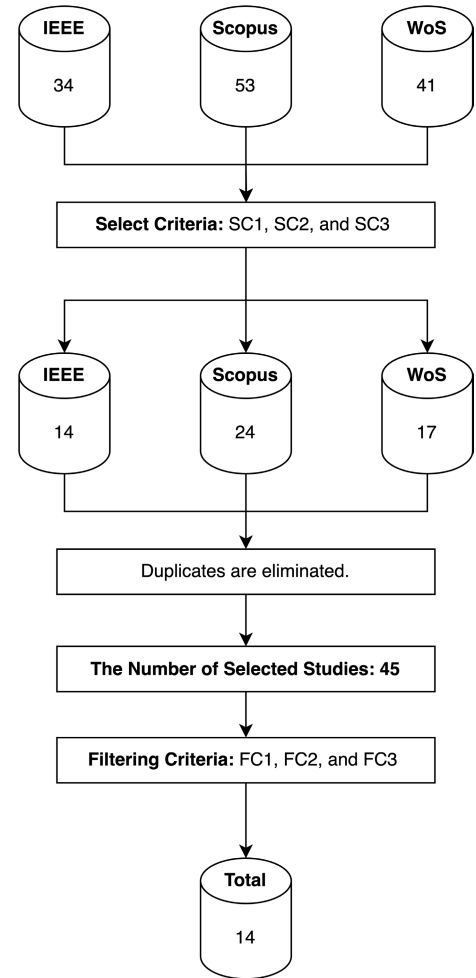 IEEE
34
Scopus
53
WoS
41
Select Criteria: SC1, SC2, and SC3
IEEE
14
Scopus
24
WoS
17
Duplicates are eliminated.
The Number of Selected Studies: 45
Filtering Criteria: FC1, FC2, and FC3
Total
14